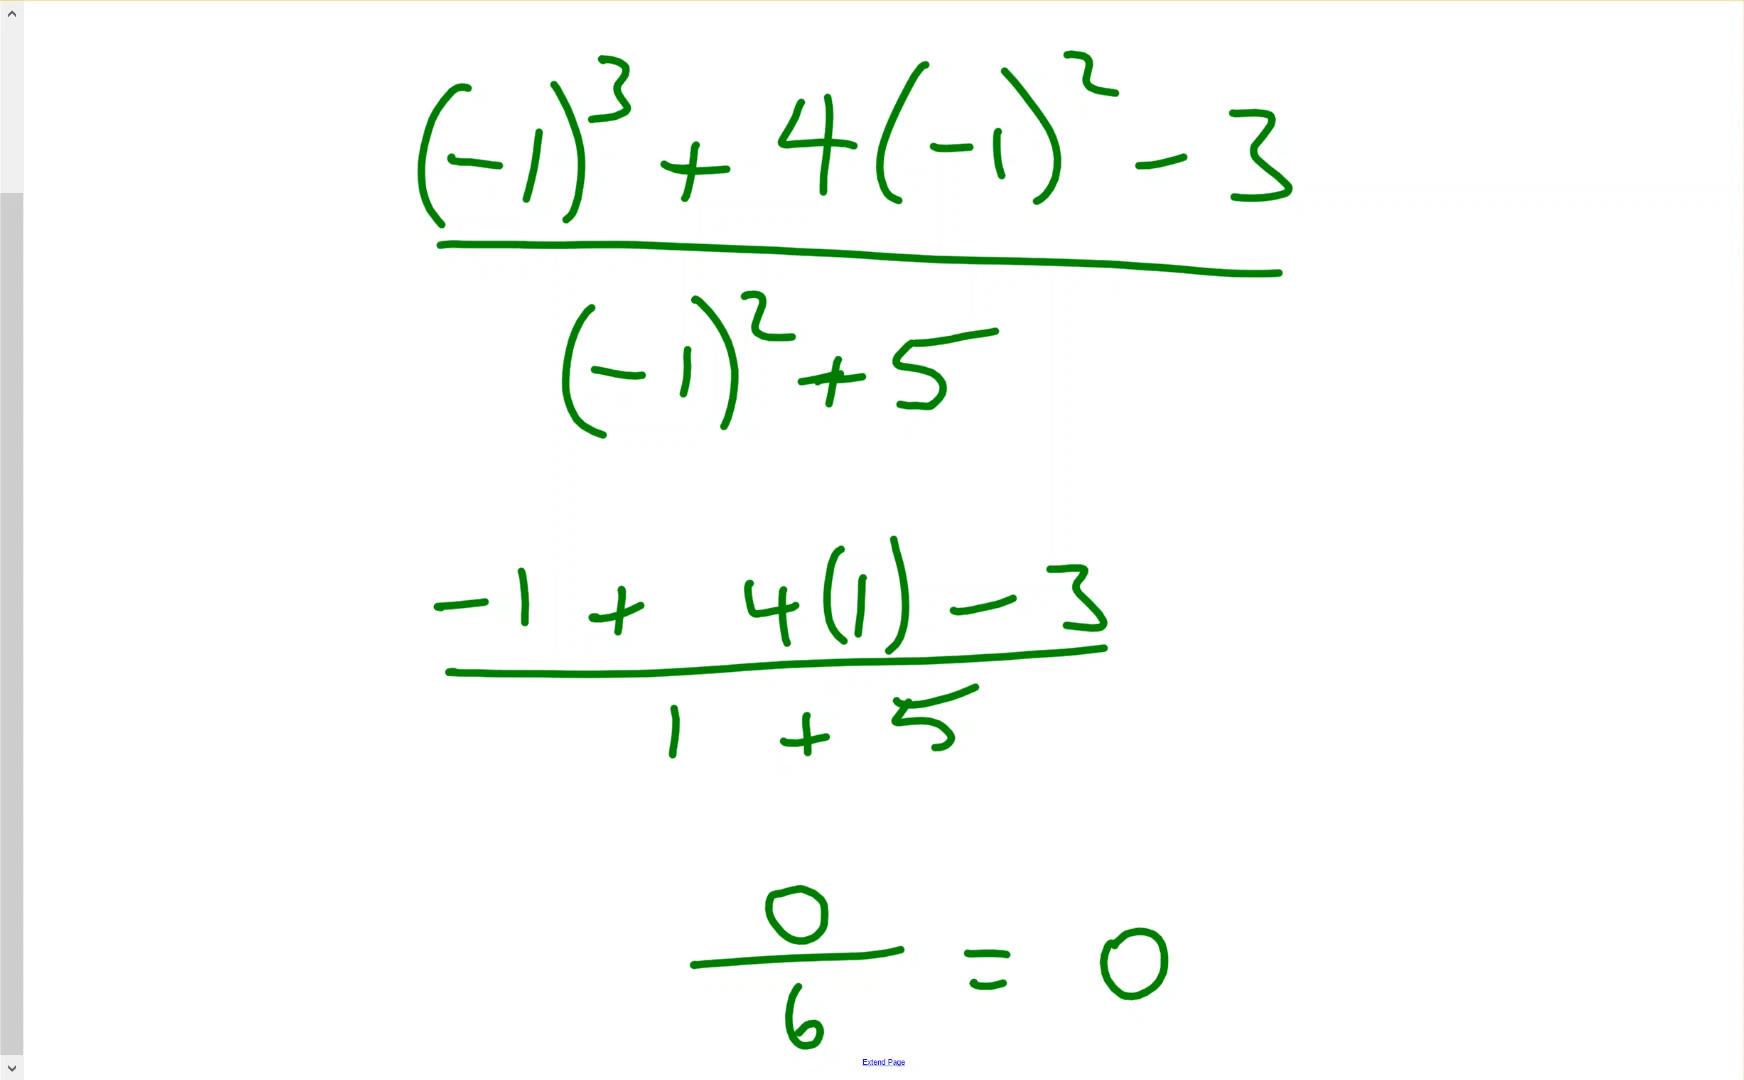 (-1)³ + 4(-1)² - 3
(-1)² + 5
-1 + 4(1) - 3
1 + 5
0
6
= 0
Extend Page